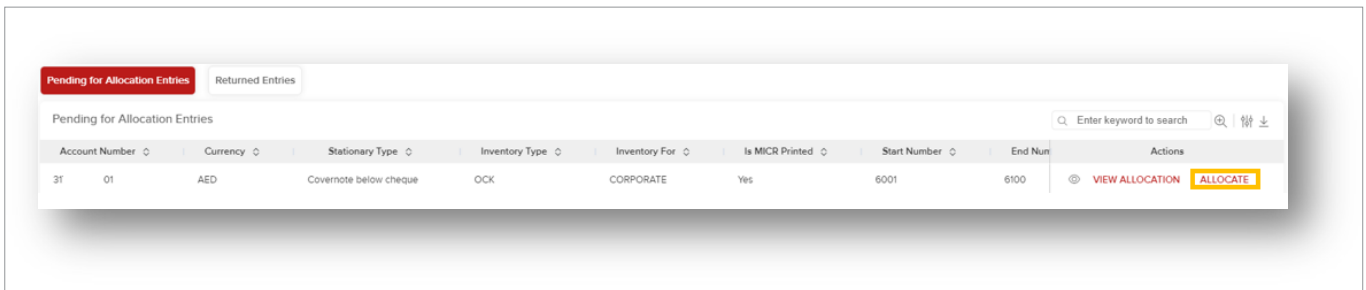 Pending for Allocation Entries Returned Entries
Pending for Allocation Entries Enter keyword to search
Account Number Currency Stationary Type Inventory Type Inventory For Is MICR Printed Start Number End Num Actions
31 01 AED Covernote below cheque OCK CORPORATE Yes 6001 6100 VIEW ALLOCATION ALLOCATE